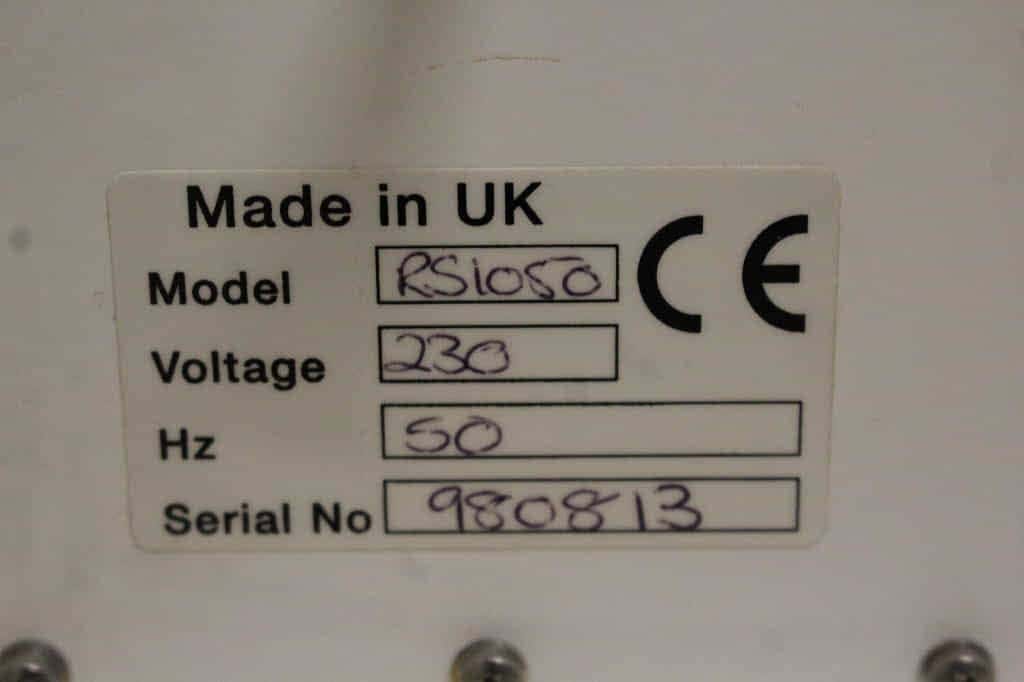 Made in UK
CE
Model RS1050
Voltage 230
Hz 50
Serial No 980813